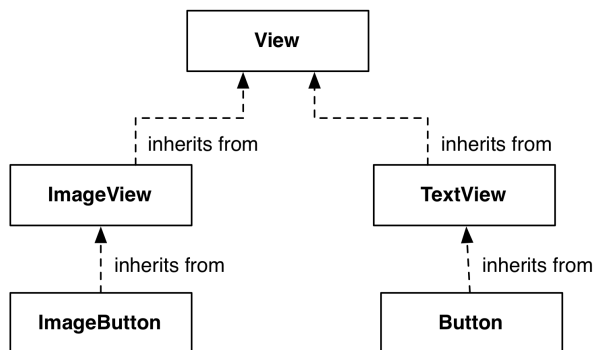 View
inherits from
inherits from
ImageView
TextView
inherits from
inherits from
ImageButton
Button